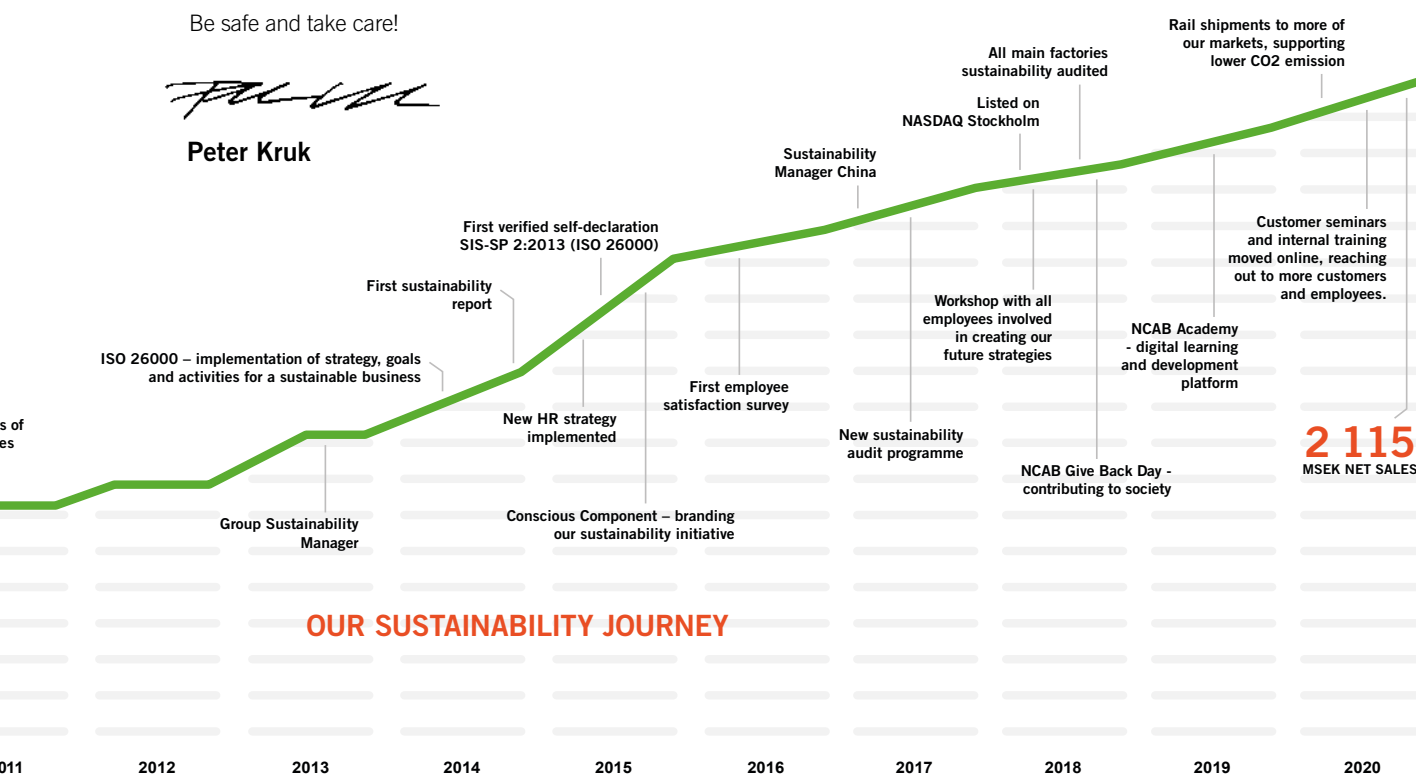 Be safe and take care!
Peter Kruk
Rail shipments to more of
our markets, supporting
lower CO2 emission
All main factories
sustainability audited
Listed on
NASDAQ Stockholm
Sustainability
Manager China
First verified self-declaration
SIS-SP 2:2013 (ISO 26000)
First sustainability
report
ISO 26000 – implementation of strategy, goals
and activities for a sustainable business
s of
es
Customer seminars
and internal training
moved online, reaching
out to more customers
and employees.
Workshop with all
employees involved
in creating our
future strategies
NCAB Academy
- digital learning
and development
platform
First employee
satisfaction survey
New HR strategy
implemented
New sustainability
audit programme
2 115
MSEK NET SALES
NCAB Give Back Day -
contributing to society
Group Sustainability
Manager
Conscious Component – branding
our sustainability initiative
OUR SUSTAINABILITY JOURNEY
011 2012 2013 2014 2015 2016 2017 2018 2019 2020